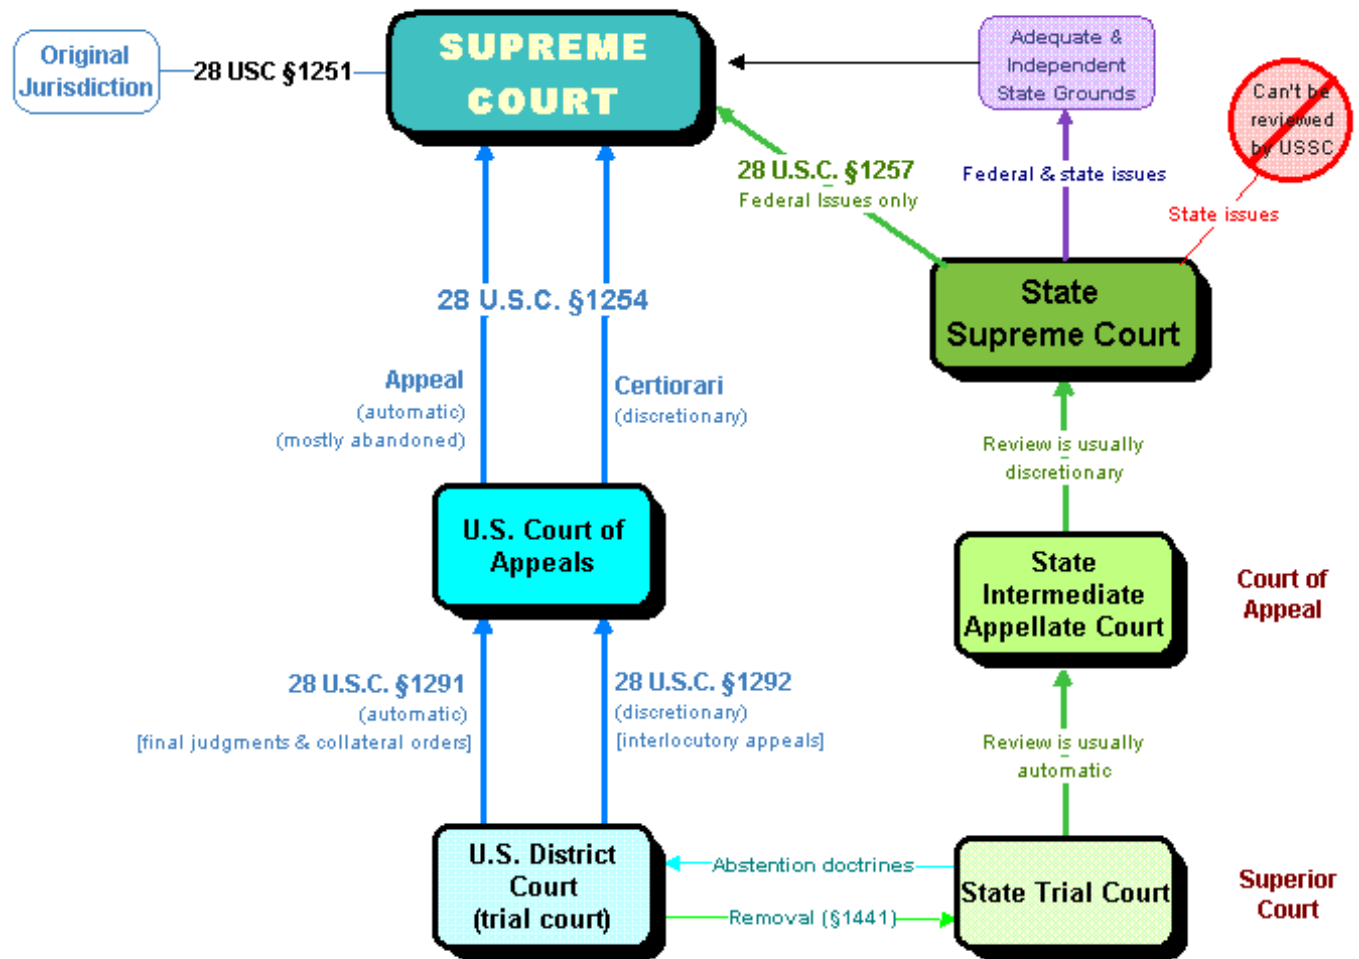 Original
Jurisdiction
28 USC §1251
SUPREME
COURT
Adequate &
Independent
State Grounds
Can't be
reviewed
by USSC
28 U.S.C. §1257
Federal Issues only
Federal & state issues
State issues
State
Supreme Court
28 U.S.C. §1254
Appeal
(automatic)
(mostly abandoned)
Certiorari
(discretionary)
Review is usually
discretionary
U.S. Court of
Appeals
State
Intermediate
Appellate Court
Court of
Appeal
28 U.S.C. §1291
(automatic)
[final judgments & collateral orders]
28 U.S.C. §1292
(discretionary)
[interlocutory appeals]
Review is usually
automatic
U.S. District
Court
(trial court)
Abstention doctrines
Removal (§1441)
State Trial Court
Superior
Court